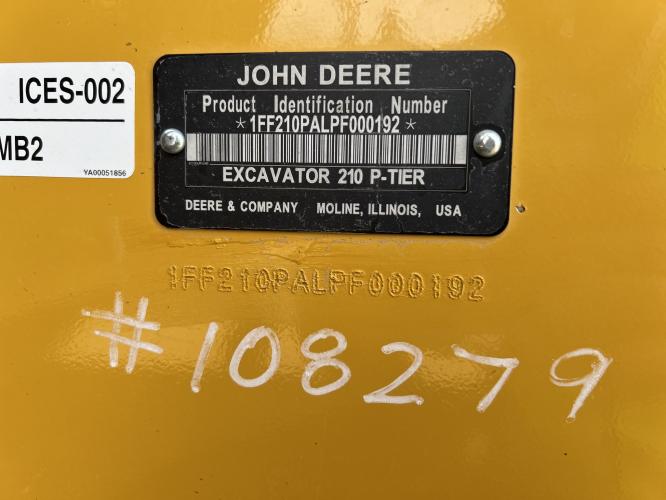 ICES-002
MB2
YA00051856
JOHN DEERE
Product Identification Number
*1FF210PALPF000192*
EXCAVATOR 210 P-TIER
DEERE & COMPANY MOLINE, ILLINOIS, USA
1FF210PALPF000192
#108279